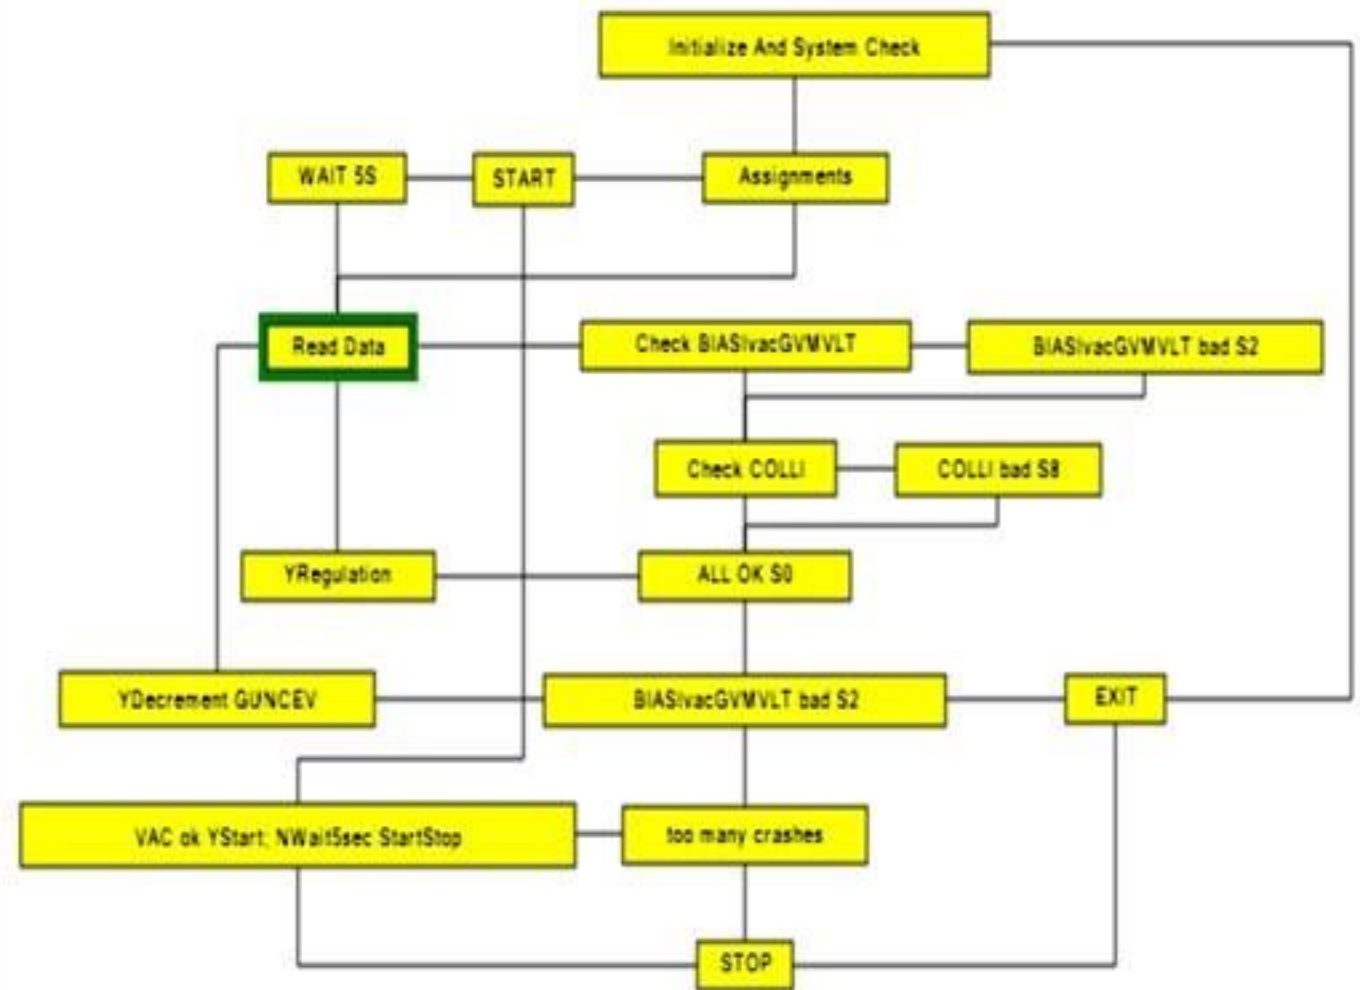 Initialize And System Check
WAIT 5S
START
Assignments
Read Data
Check BIASIvacGVMVLT
BIASIvacGVMVLT bad S2
Check COLLI
COLLI bad S8
YRegulation
ALL OK S0
YDecrement GUNCEV
BIASIvacGVMVLT bad S2
EXIT
VAC ok YStart; NWait5sec StartStop
too many crashes
STOP